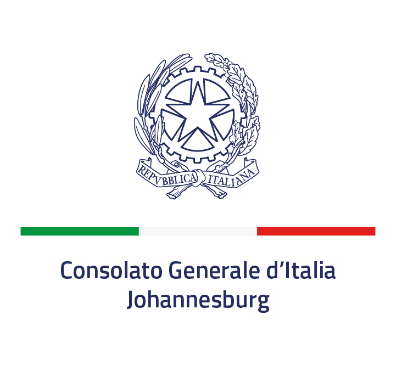 REPVBBLICA ITALIANA
Consolato Generale d'Italia
Johannesburg